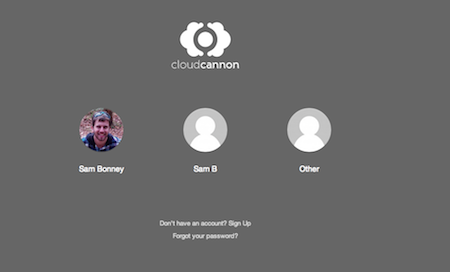 cloudcannon
Sam Bonney
Sam B
Other
Don't have an account? Sign Up
Forgot your password?